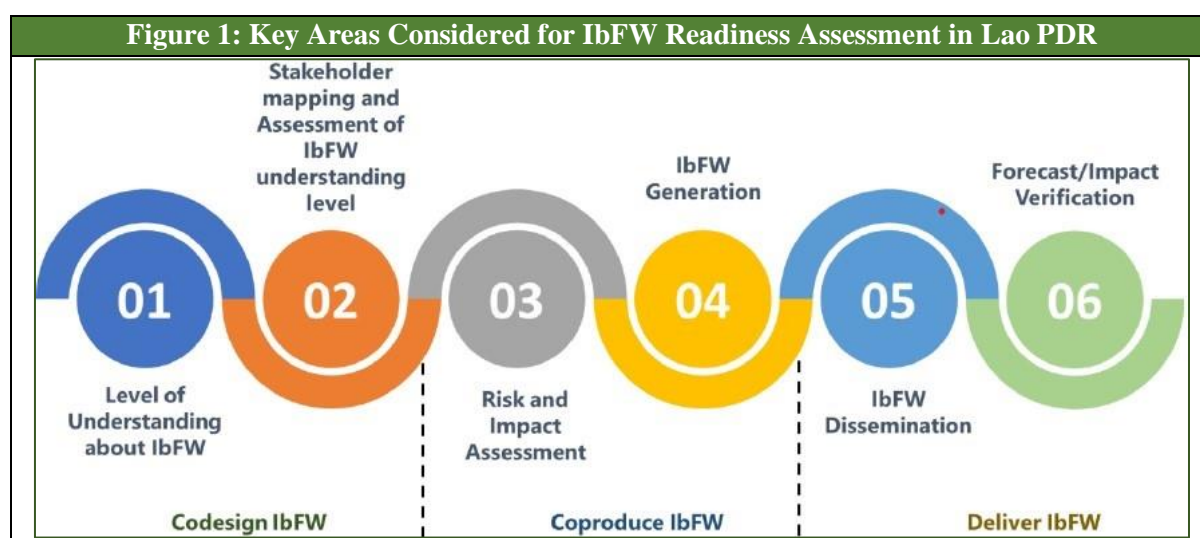 Figure 1: Key Areas Considered for IbFW Readiness Assessment in Lao PDR
Stakeholder
mapping and
Assessment of
IbFW
understanding
level
IbFW
Generation
Forecast/Impact
Verification
01
02
03
04
05
06
Level of
Understanding
about IbFW
Risk and
Impact
Assessment
IbFW
Dissemination
Codesign IbFW
Coproduce IbFW
Deliver IbFW